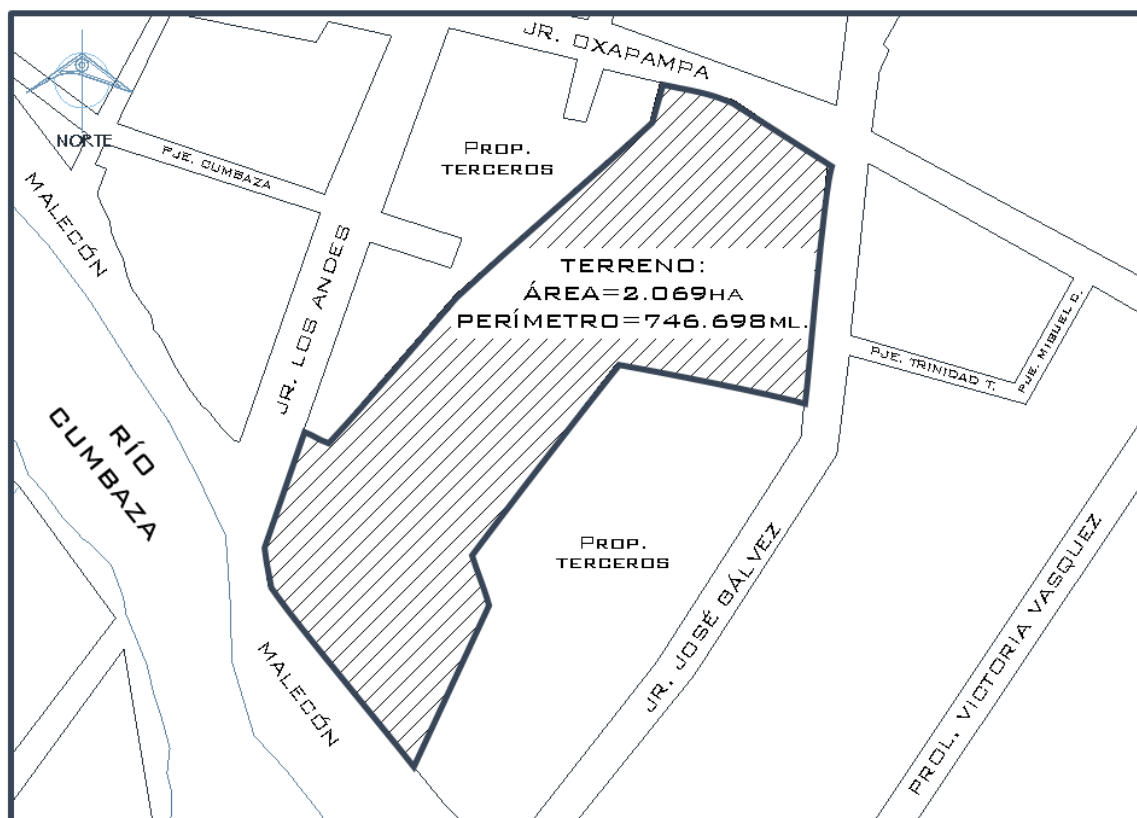 JR. OXAPAMPA
NORTE
PJE. CUMBAZA
PROP.
TERCEROS
MALECÓN
JR. LOS ANDES
TERRENO:
ÁREA=2.069HA
PERÍMETRO=746.698ML.
PJE. TRINIDAD T.
PJE. MIGUEL C.
RÍO
CUMBAZA
PROP.
TERCEROS
JR. JOSÉ GÁLVEZ
PROL. VICTORIA VASQUEZ
MALECÓN